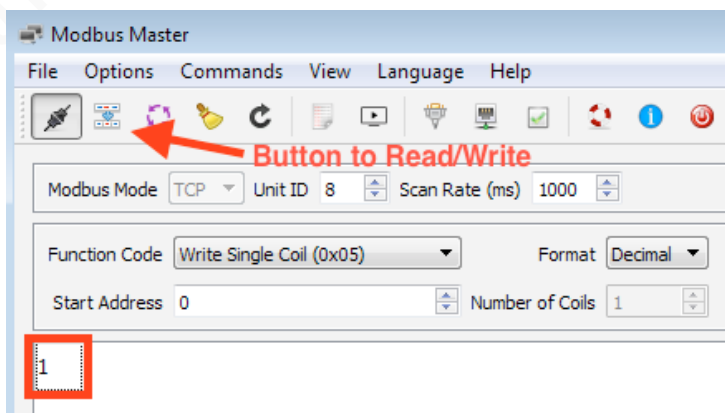 Modbus Master
File Options Commands View Language Help
Button to Read/Write
Modbus Mode TCP Unit ID 8 Scan Rate (ms) 1000
Function Code Write Single Coil (0x05) Format Decimal
Start Address 0 Number of Coils 1
1